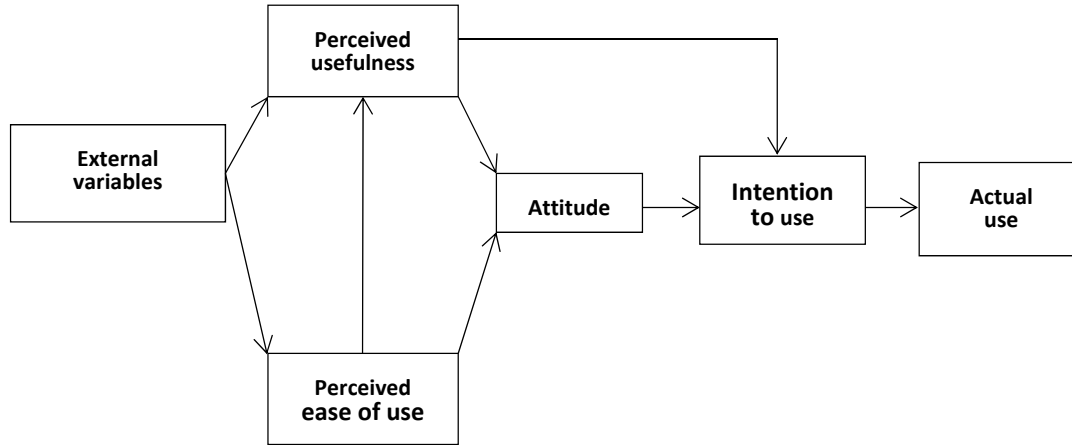 Perceived
usefulness
External
variables
Attitude
Intention
to use
Actual
use
Perceived
ease of use